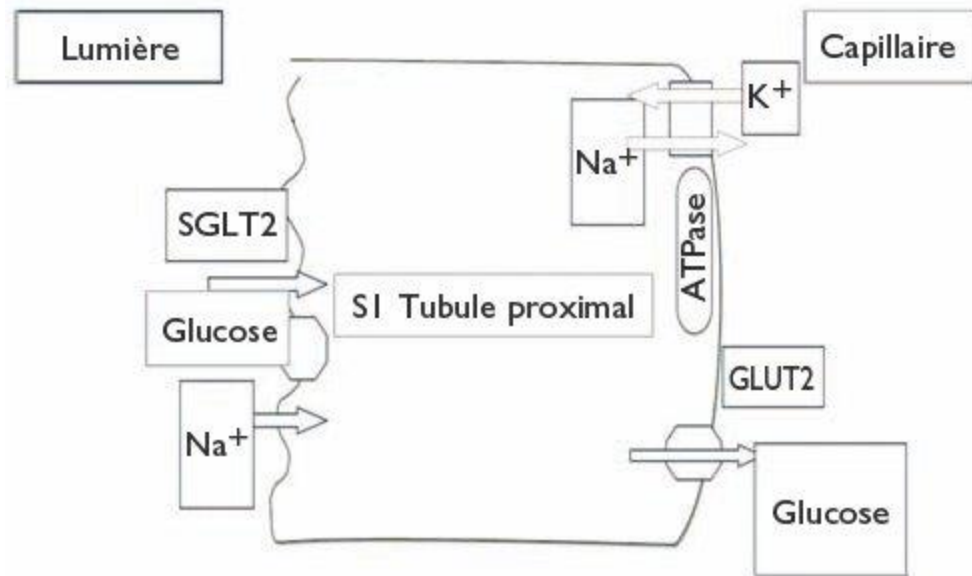 Lumière
Capillaire
K+
Na+
SGLT2
ATPase
S1 Tubule proximal
Glucose
GLUT2
Na+
Glucose